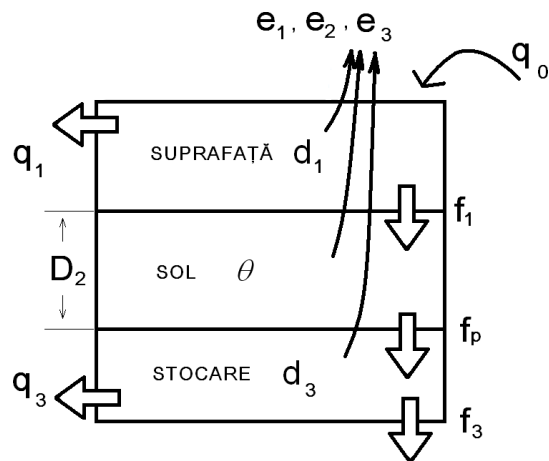 e1, e2, e3
q0
q1
SUPRAFAȚĂ d1
f1
D2
SOL θ
fp
q3
STOCARE d3
f3